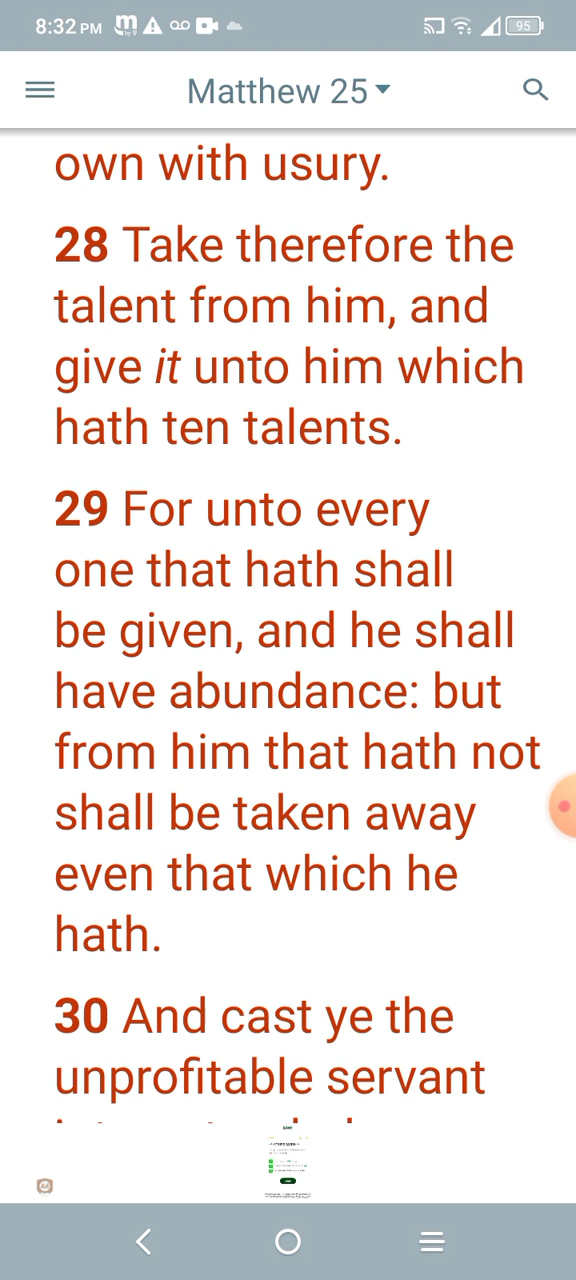 8:32 PM
95
Matthew 25
own with usury.
28 Take therefore the
talent from him, and
give it unto him which
hath ten talents.
29 For unto every
one that hath shall
be given, and he shall
have abundance: but
from him that hath not
shall be taken away
even that which he
hath.
30 And cast ye the
unprofitable servant